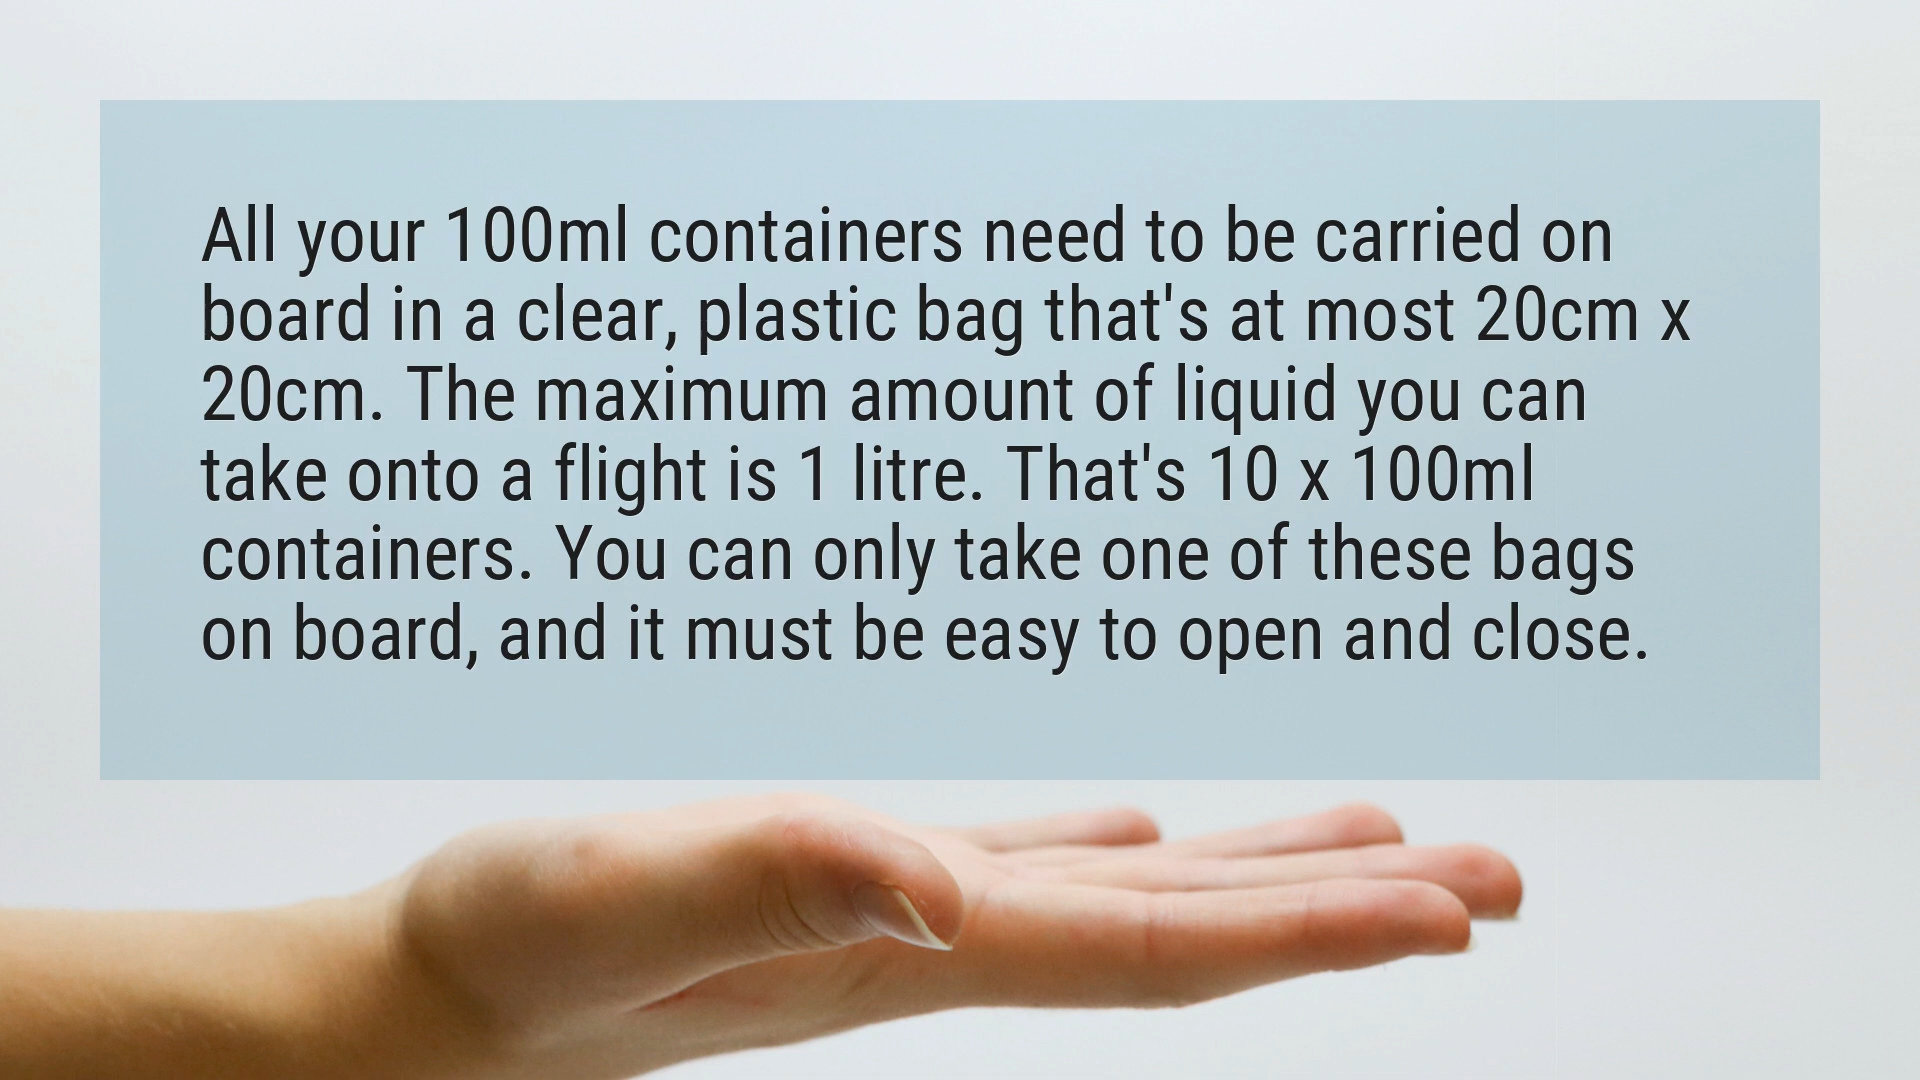 All your 100ml containers need to be carried on
board in a clear, plastic bag that's at most 20cm x
20cm. The maximum amount of liquid you can
take onto a flight is 1 litre. That's 10 x 100ml
containers. You can only take one of these bags
on board, and it must be easy to open and close.